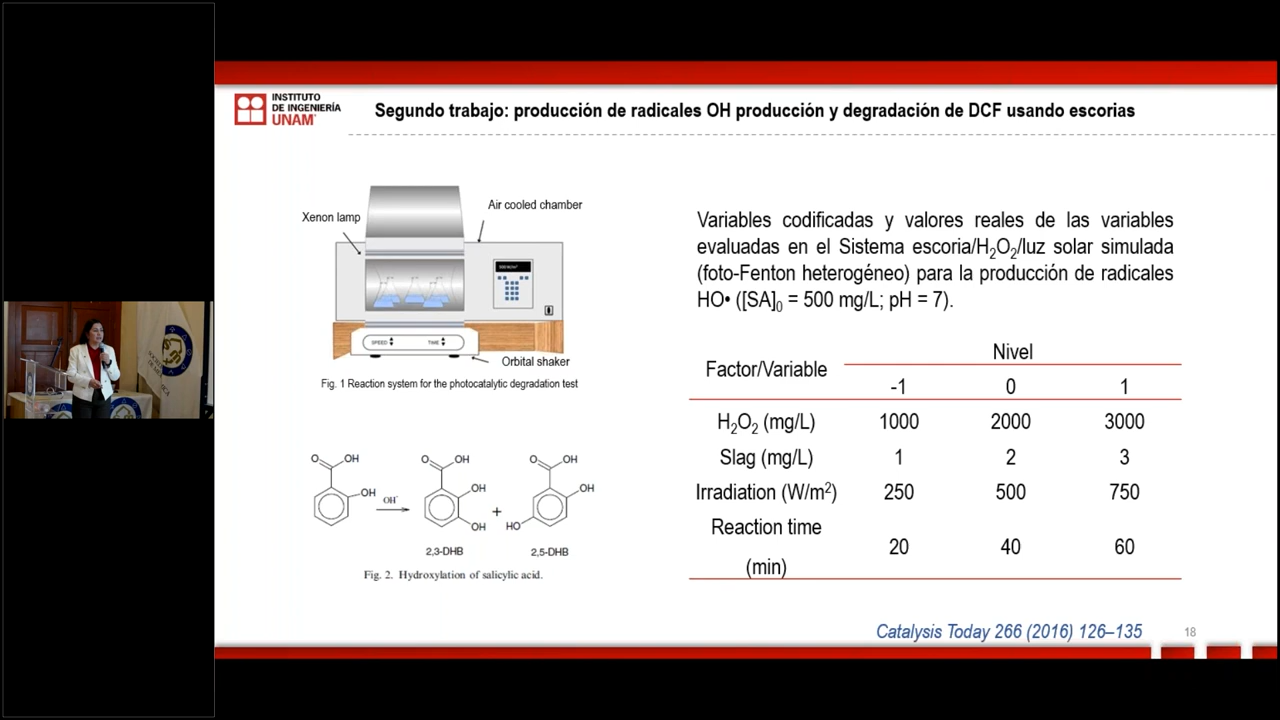 INSTITUTO
DE INGENIERÍA
UNAM
Segundo trabajo: producción de radicales OH producción y degradación de DCF usando escorias
Xenon lamp
Air cooled chamber
SPEED
TIME
Orbital shaker
Fig. 1 Reaction system for the photocatalytic degradation test
O
OH
OH
OH
O
OH
OH
OH
+
O
OH
OH
HO
2,3-DHB
2,5-DHB
Fig. 2. Hydroxylation of salicylic acid.
Variables codificadas y valores reales de las variables
evaluadas en el Sistema escoria/H₂O₂/luz solar simulada
(foto-Fenton heterogéneo) para la producción de radicales
HO• ([SA]₀ = 500 mg/L; pH = 7).
Factor/Variable
Nivel
-1 0 1
H₂O₂ (mg/L) 1000 2000 3000
Slag (mg/L) 1 2 3
Irradiation (W/m²) 250 500 750
Reaction time
(min)
20 40 60
Catalysis Today 266 (2016) 126–135
18